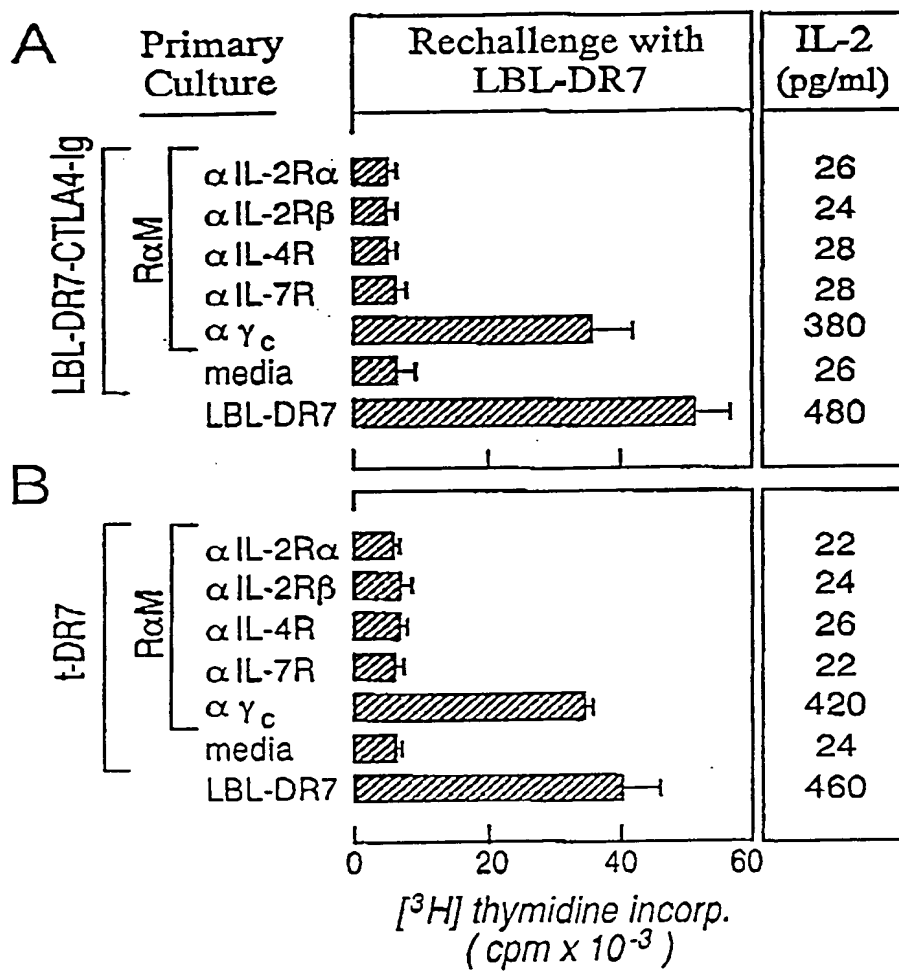 A
Primary Culture
Rechallenge with LBL-DR7
IL-2 (pg/ml)
LBL-DR7-CTLA4-Ig
RαM
α IL-2Rα 26
α IL-2Rβ 24
α IL-4R 28
α IL-7R 28
α γc 380
media 26
LBL-DR7 480
B
t-DR7
RαM
α IL-2Rα 22
α IL-2Rβ 24
α IL-4R 26
α IL-7R 22
α γc 420
media 24
LBL-DR7 460
0 20 40 60
[³H] thymidine incorp.
( cpm x 10⁻³ )